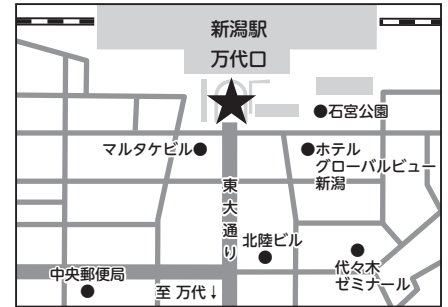 新潟駅
万代口
石宮公園
マルタケビル
ホテル
グローバルビュー
新潟
東大通り
北陸ビル
代々木
ゼミナール
中央郵便局
至 万代↓